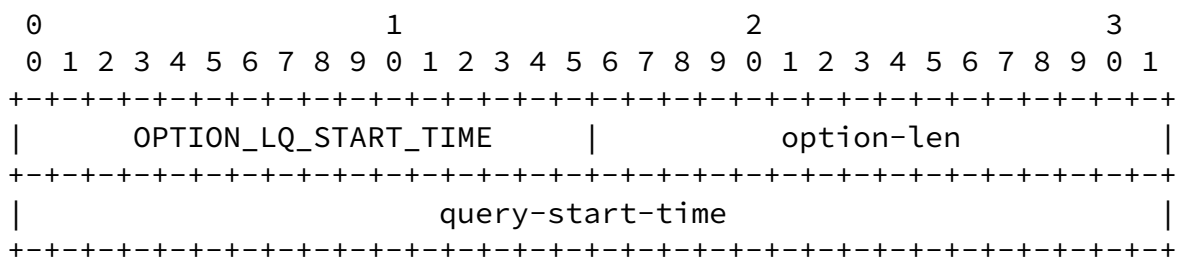 0                   1                   2                   3
 0 1 2 3 4 5 6 7 8 9 0 1 2 3 4 5 6 7 8 9 0 1 2 3 4 5 6 7 8 9 0 1
+-+-+-+-+-+-+-+-+-+-+-+-+-+-+-+-+-+-+-+-+-+-+-+-+-+-+-+-+-+-+-+-+
|      OPTION_LQ_START_TIME     |          option-len           |
+-+-+-+-+-+-+-+-+-+-+-+-+-+-+-+-+-+-+-+-+-+-+-+-+-+-+-+-+-+-+-+-+
|                       query-start-time                        |
+-+-+-+-+-+-+-+-+-+-+-+-+-+-+-+-+-+-+-+-+-+-+-+-+-+-+-+-+-+-+-+-+